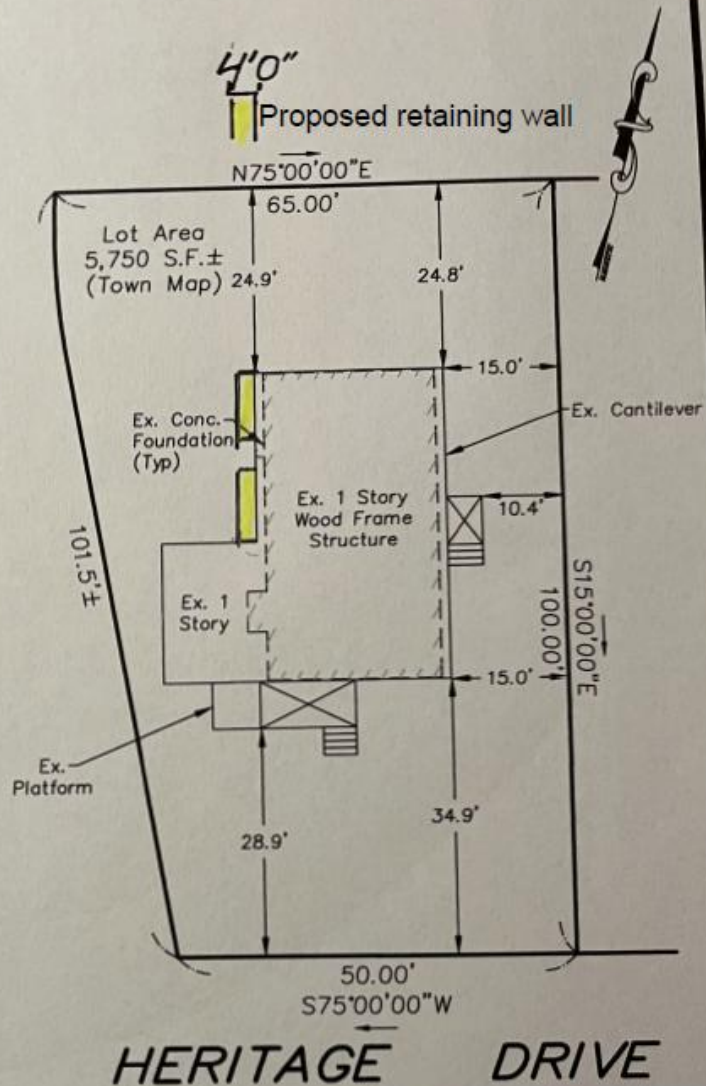 4'0"
Proposed retaining wall
N75°00'00"E
65.00'
Lot Area
5,750 S.F.±
(Town Map)
24.9'
24.8'
15.0'
Ex. Conc.
Foundation
(Typ)
Ex. Cantilever
Ex. 1 Story
Wood Frame
Structure
10.4'
101.5'±
S15°00'00"E
100.00'
Ex. 1
Story
15.0'
Ex.
Platform
28.9'
34.9'
50.00'
S75°00'00"W
HERITAGE DRIVE